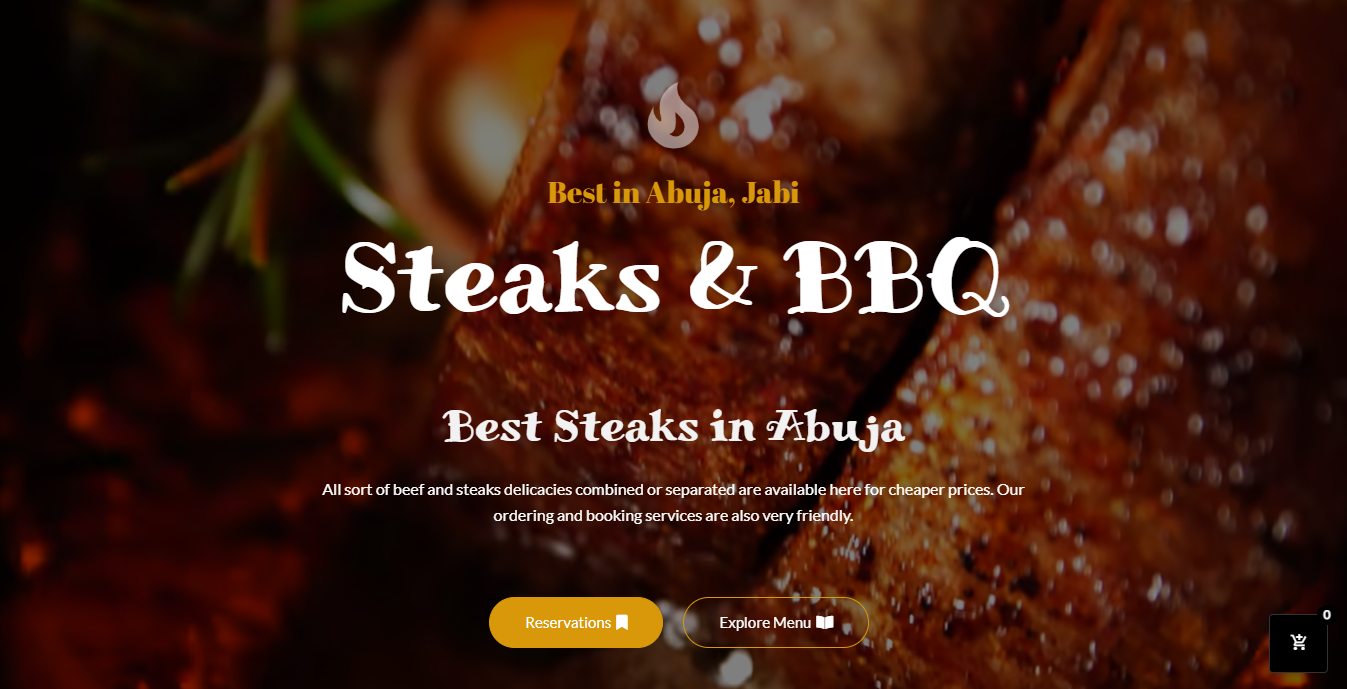 Best in Abuja, Jabi
Steaks & BBQ
Best Steaks in Abuja
All sort of beef and steaks delicacies combined or separated are available here for cheaper prices. Our
ordering and booking services are also very friendly.
Reservations
Explore Menu
0